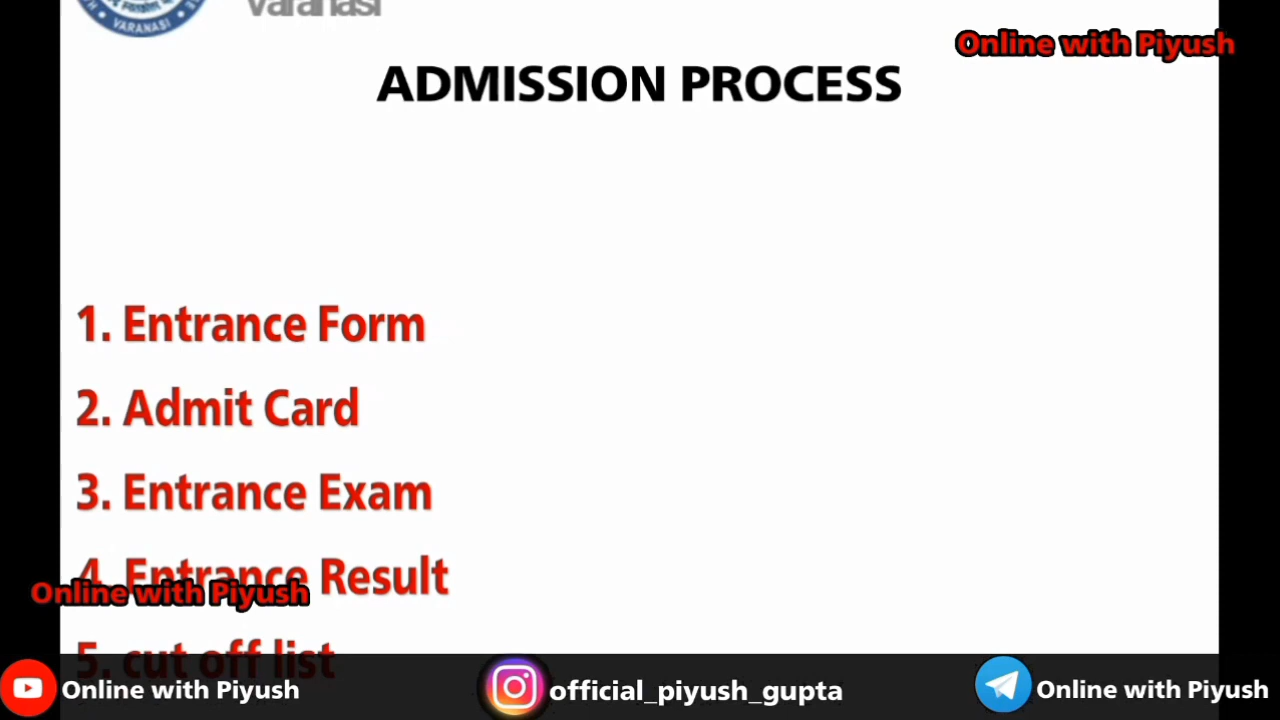 VARANASI
Varanasi
Online with Piyush
ADMISSION PROCESS
1. Entrance Form
2. Admit Card
3. Entrance Exam
4. Entrance Result
Online with Piyush
5. cut off list
Online with Piyush
official_piyush_gupta
Online with Piyush